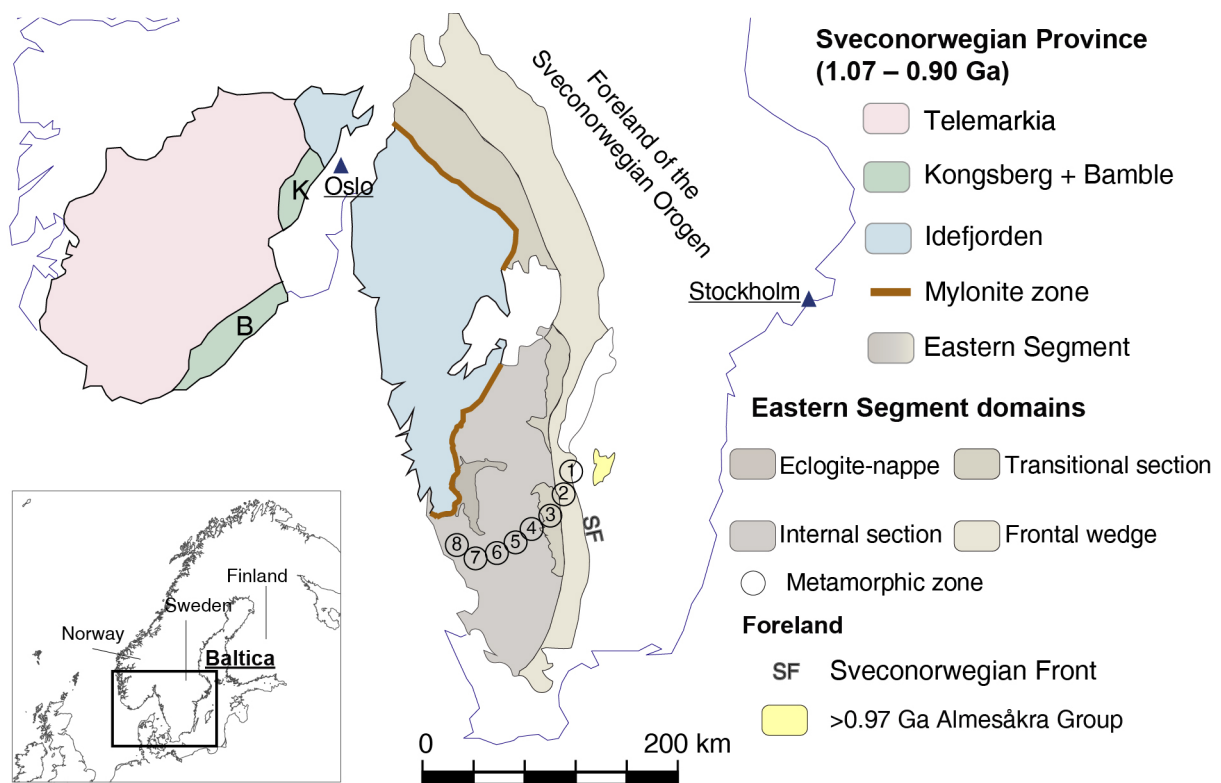 Foreland of the
Sveconorwegian Orogen
K
Oslo
B
Stockholm
1
2
3
4
5
6
7
8
SF
Sveconorwegian Province
(1.07 – 0.90 Ga)
Telemarkia
Kongsberg + Bamble
Idefjorden
Mylonite zone
Eastern Segment
Eastern Segment domains
Eclogite-nappe
Transitional section
Internal section
Frontal wedge
Metamorphic zone
Foreland
SF Sveconorwegian Front
>0.97 Ga Almesåkra Group
Finland
Sweden
Norway
Baltica
0
200 km